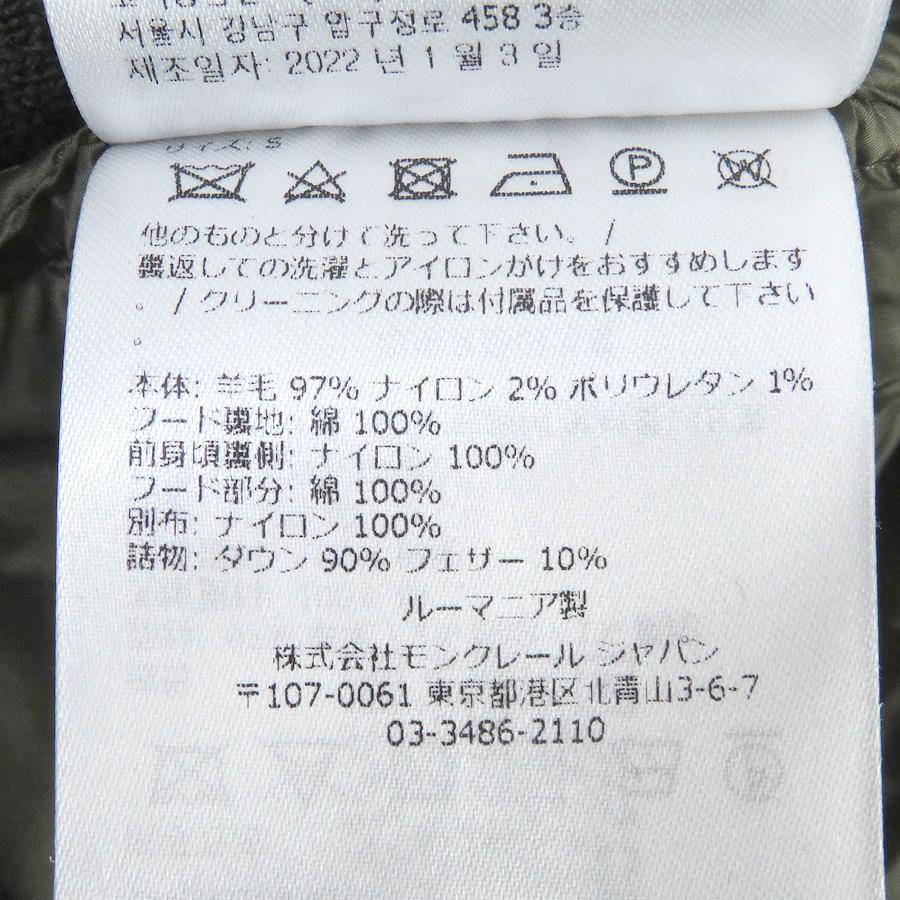 서울시 강남구 압구정로 458 3층
제조일자: 2022 년 1 월 3 일
サイズ: S
P
W
他のものと分けて洗って下さい。 /
裏返しての洗濯とアイロンがけをおすすめします
。 / クリーニングの際は付属品を保護して下さい
。
本体: 羊毛 97% ナイロン 2% ポリウレタン 1%
フード裏地: 綿 100%
前身頃裏側: ナイロン 100%
フード部分: 綿 100%
別布: ナイロン 100%
詰物: ダウン 90% フェザー 10%
ルーマニア製
株式会社モンクレール ジャパン
〒107-0061 東京都港区北青山3-6-7
03-3486-2110